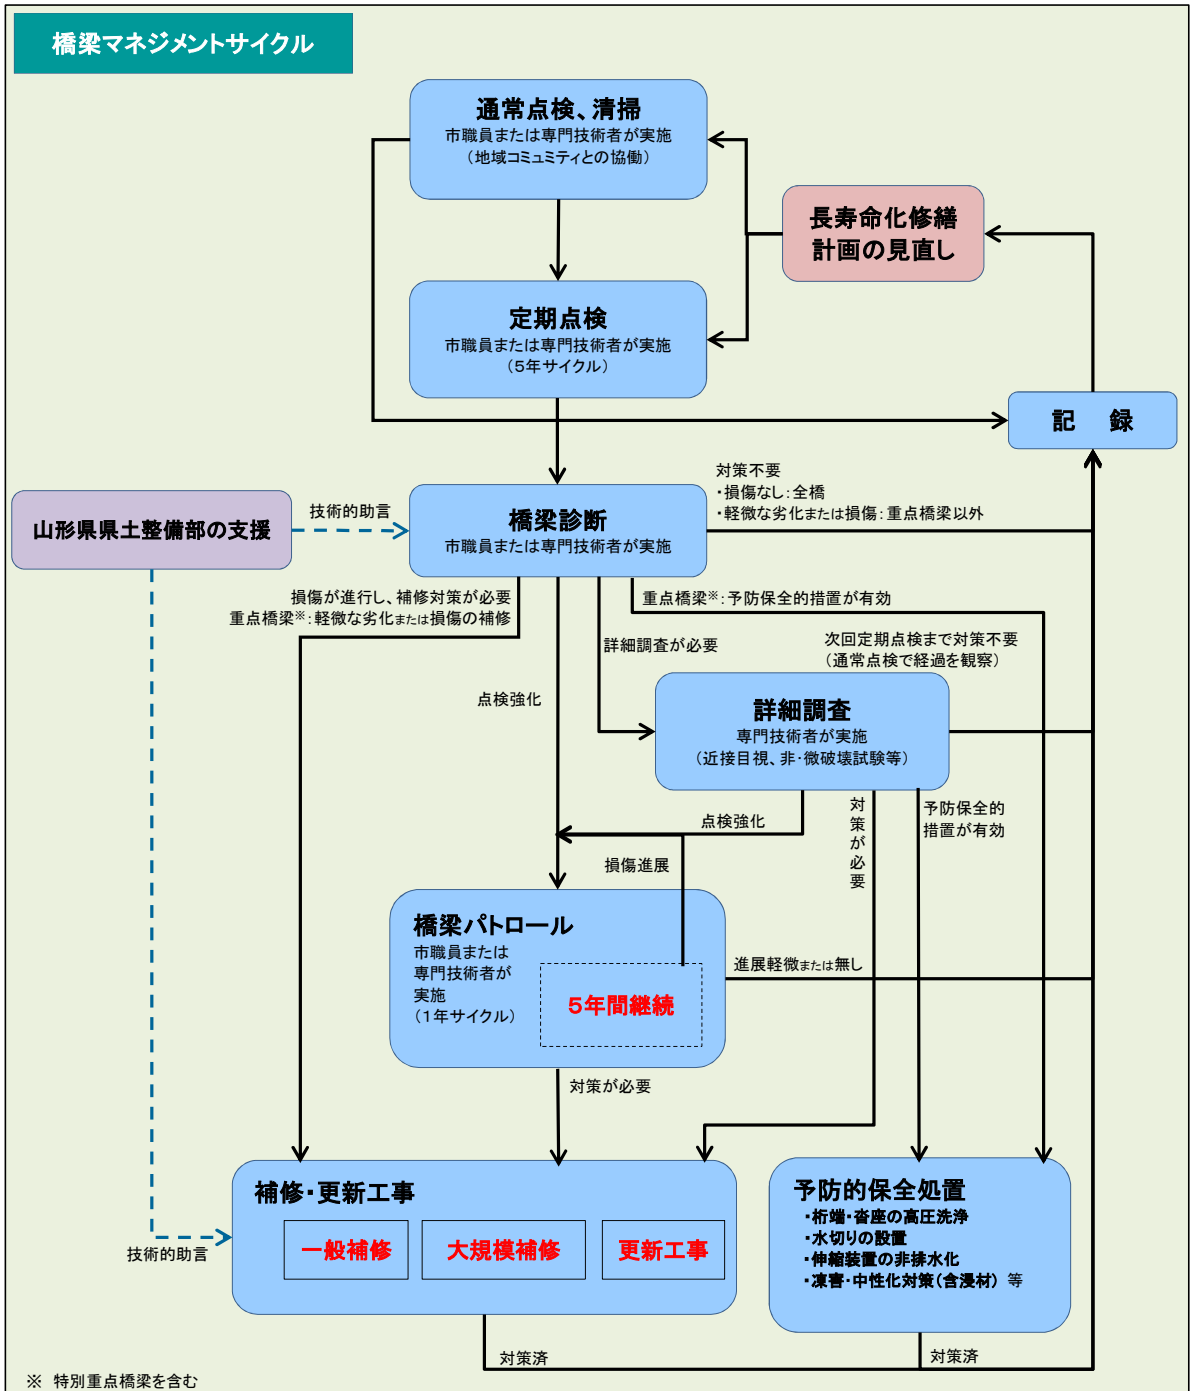 橋梁マネジメントサイクル
通常点検、清掃
市職員または専門技術者が実施
（地域コミュミティとの協働）
長寿命化修繕
計画の見直し
定期点検
市職員または専門技術者が実施
（５年サイクル）
記　録
対策不要
・損傷なし：全橋
・軽微な劣化または損傷：重点橋梁以外
山形県県土整備部の支援
技術的助言
橋梁診断
市職員または専門技術者が実施
損傷が進行し、補修対策が必要
重点橋梁※：軽微な劣化または損傷の補修
重点橋梁※：予防保全的措置が有効
詳細調査が必要
次回定期点検まで対策不要
（通常点検で経過を観察）
点検強化
詳細調査
専門技術者が実施
（近接目視、非・微破壊試験等）
点検強化
対策が必要
予防保全的
措置が有効
損傷進展
橋梁パトロール
市職員または
専門技術者が
実施
（１年サイクル）
５年間継続
進展軽微または無し
対策が必要
補修・更新工事
一般補修
大規模補修
更新工事
技術的助言
予防的保全処置
・桁端・沓座の高圧洗浄
・水切りの設置
・伸縮装置の非排水化
・凍害・中性化対策（含浸材） 等
対策済
対策済
※ 特別重点橋梁を含む